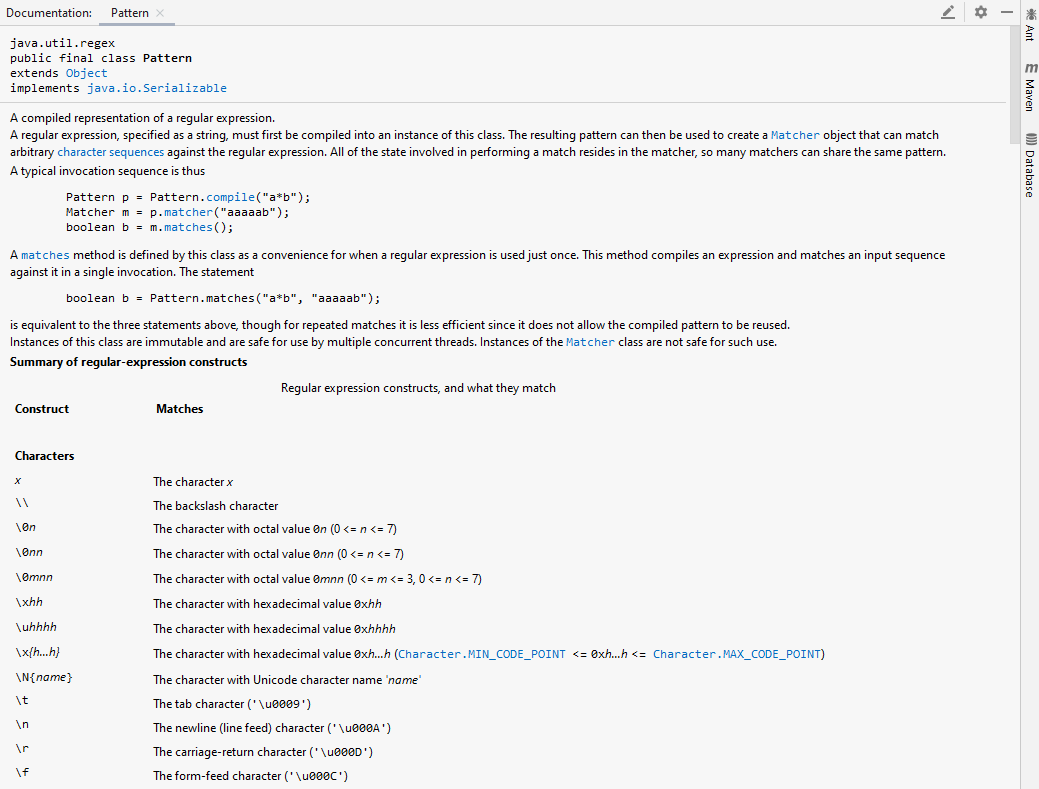 Documentation: Pattern
java.util.regex
public final class Pattern
extends Object
implements java.io.Serializable
A compiled representation of a regular expression.
A regular expression, specified as a string, must first be compiled into an instance of this class. The resulting pattern can then be used to create a Matcher object that can match
arbitrary character sequences against the regular expression. All of the state involved in performing a match resides in the matcher, so many matchers can share the same pattern.
A typical invocation sequence is thus
Pattern p = Pattern.compile("a*b");
Matcher m = p.matcher("aaaaab");
boolean b = m.matches();
A matches method is defined by this class as a convenience for when a regular expression is used just once. This method compiles an expression and matches an input sequence
against it in a single invocation. The statement
boolean b = Pattern.matches("a*b", "aaaaab");
is equivalent to the three statements above, though for repeated matches it is less efficient since it does not allow the compiled pattern to be reused.
Instances of this class are immutable and are safe for use by multiple concurrent threads. Instances of the Matcher class are not safe for such use.
Summary of regular-expression constructs
Regular expression constructs, and what they match
Construct Matches
Characters
x The character x
\\ The backslash character
\0n The character with octal value 0n (0 <= n <= 7)
\0nn The character with octal value 0nn (0 <= n <= 7)
\0mnn The character with octal value 0mnn (0 <= m <= 3, 0 <= n <= 7)
\xhh The character with hexadecimal value 0xhh
\uhhhh The character with hexadecimal value 0xhhhh
\x{h...h} The character with hexadecimal value 0xh...h (Character.MIN_CODE_POINT <= 0xh...h <= Character.MAX_CODE_POINT)
\N{name} The character with Unicode character name 'name'
\t The tab character ('\u0009')
\n The newline (line feed) character ('\u000A')
\r The carriage-return character ('\u000D')
\f The form-feed character ('\u000C')
Ant
m Maven
Database